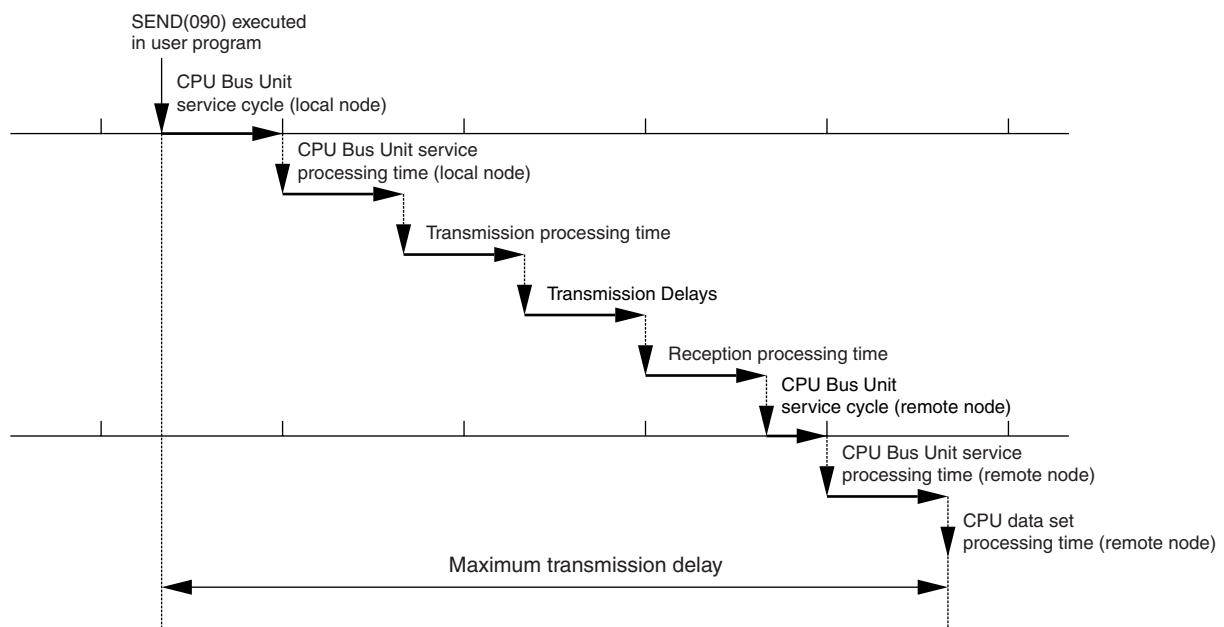 SEND(090) executed
in user program
CPU Bus Unit
service cycle (local node)
CPU Bus Unit service
processing time (local node)
Transmission processing time
Transmission Delays
Reception processing time
CPU Bus Unit
service cycle (remote node)
CPU Bus Unit service
processing time (remote node)
CPU data set
processing time (remote node)
Maximum transmission delay